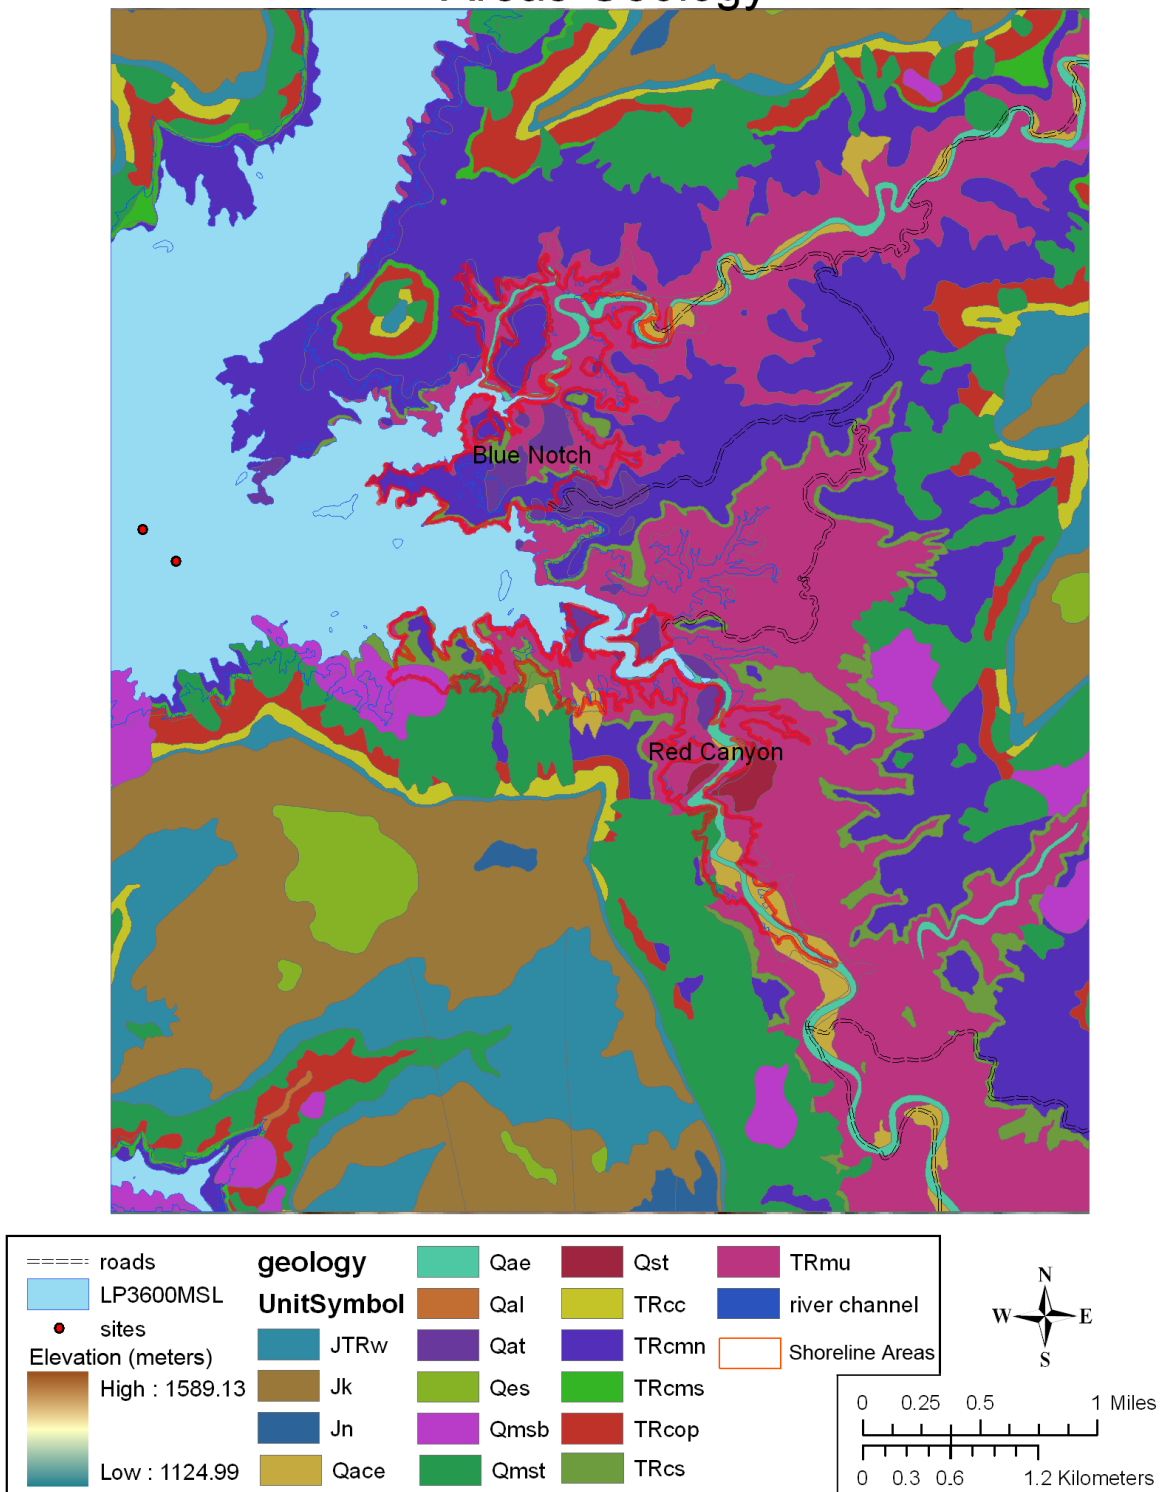 Areas Geology
Blue Notch
Red Canyon
roads
LP3600MSL
sites
Elevation (meters)
High : 1589.13
Low : 1124.99
geology
UnitSymbol
JTRw
Jk
Jn
Qace
Qae
Qal
Qat
Qes
Qmsb
Qmst
Qst
TRcc
TRcmn
TRcms
TRcop
TRcs
TRmu
river channel
Shoreline Areas
N
W E
S
0 0.25 0.5 1 Miles
0 0.3 0.6 1.2 Kilometers